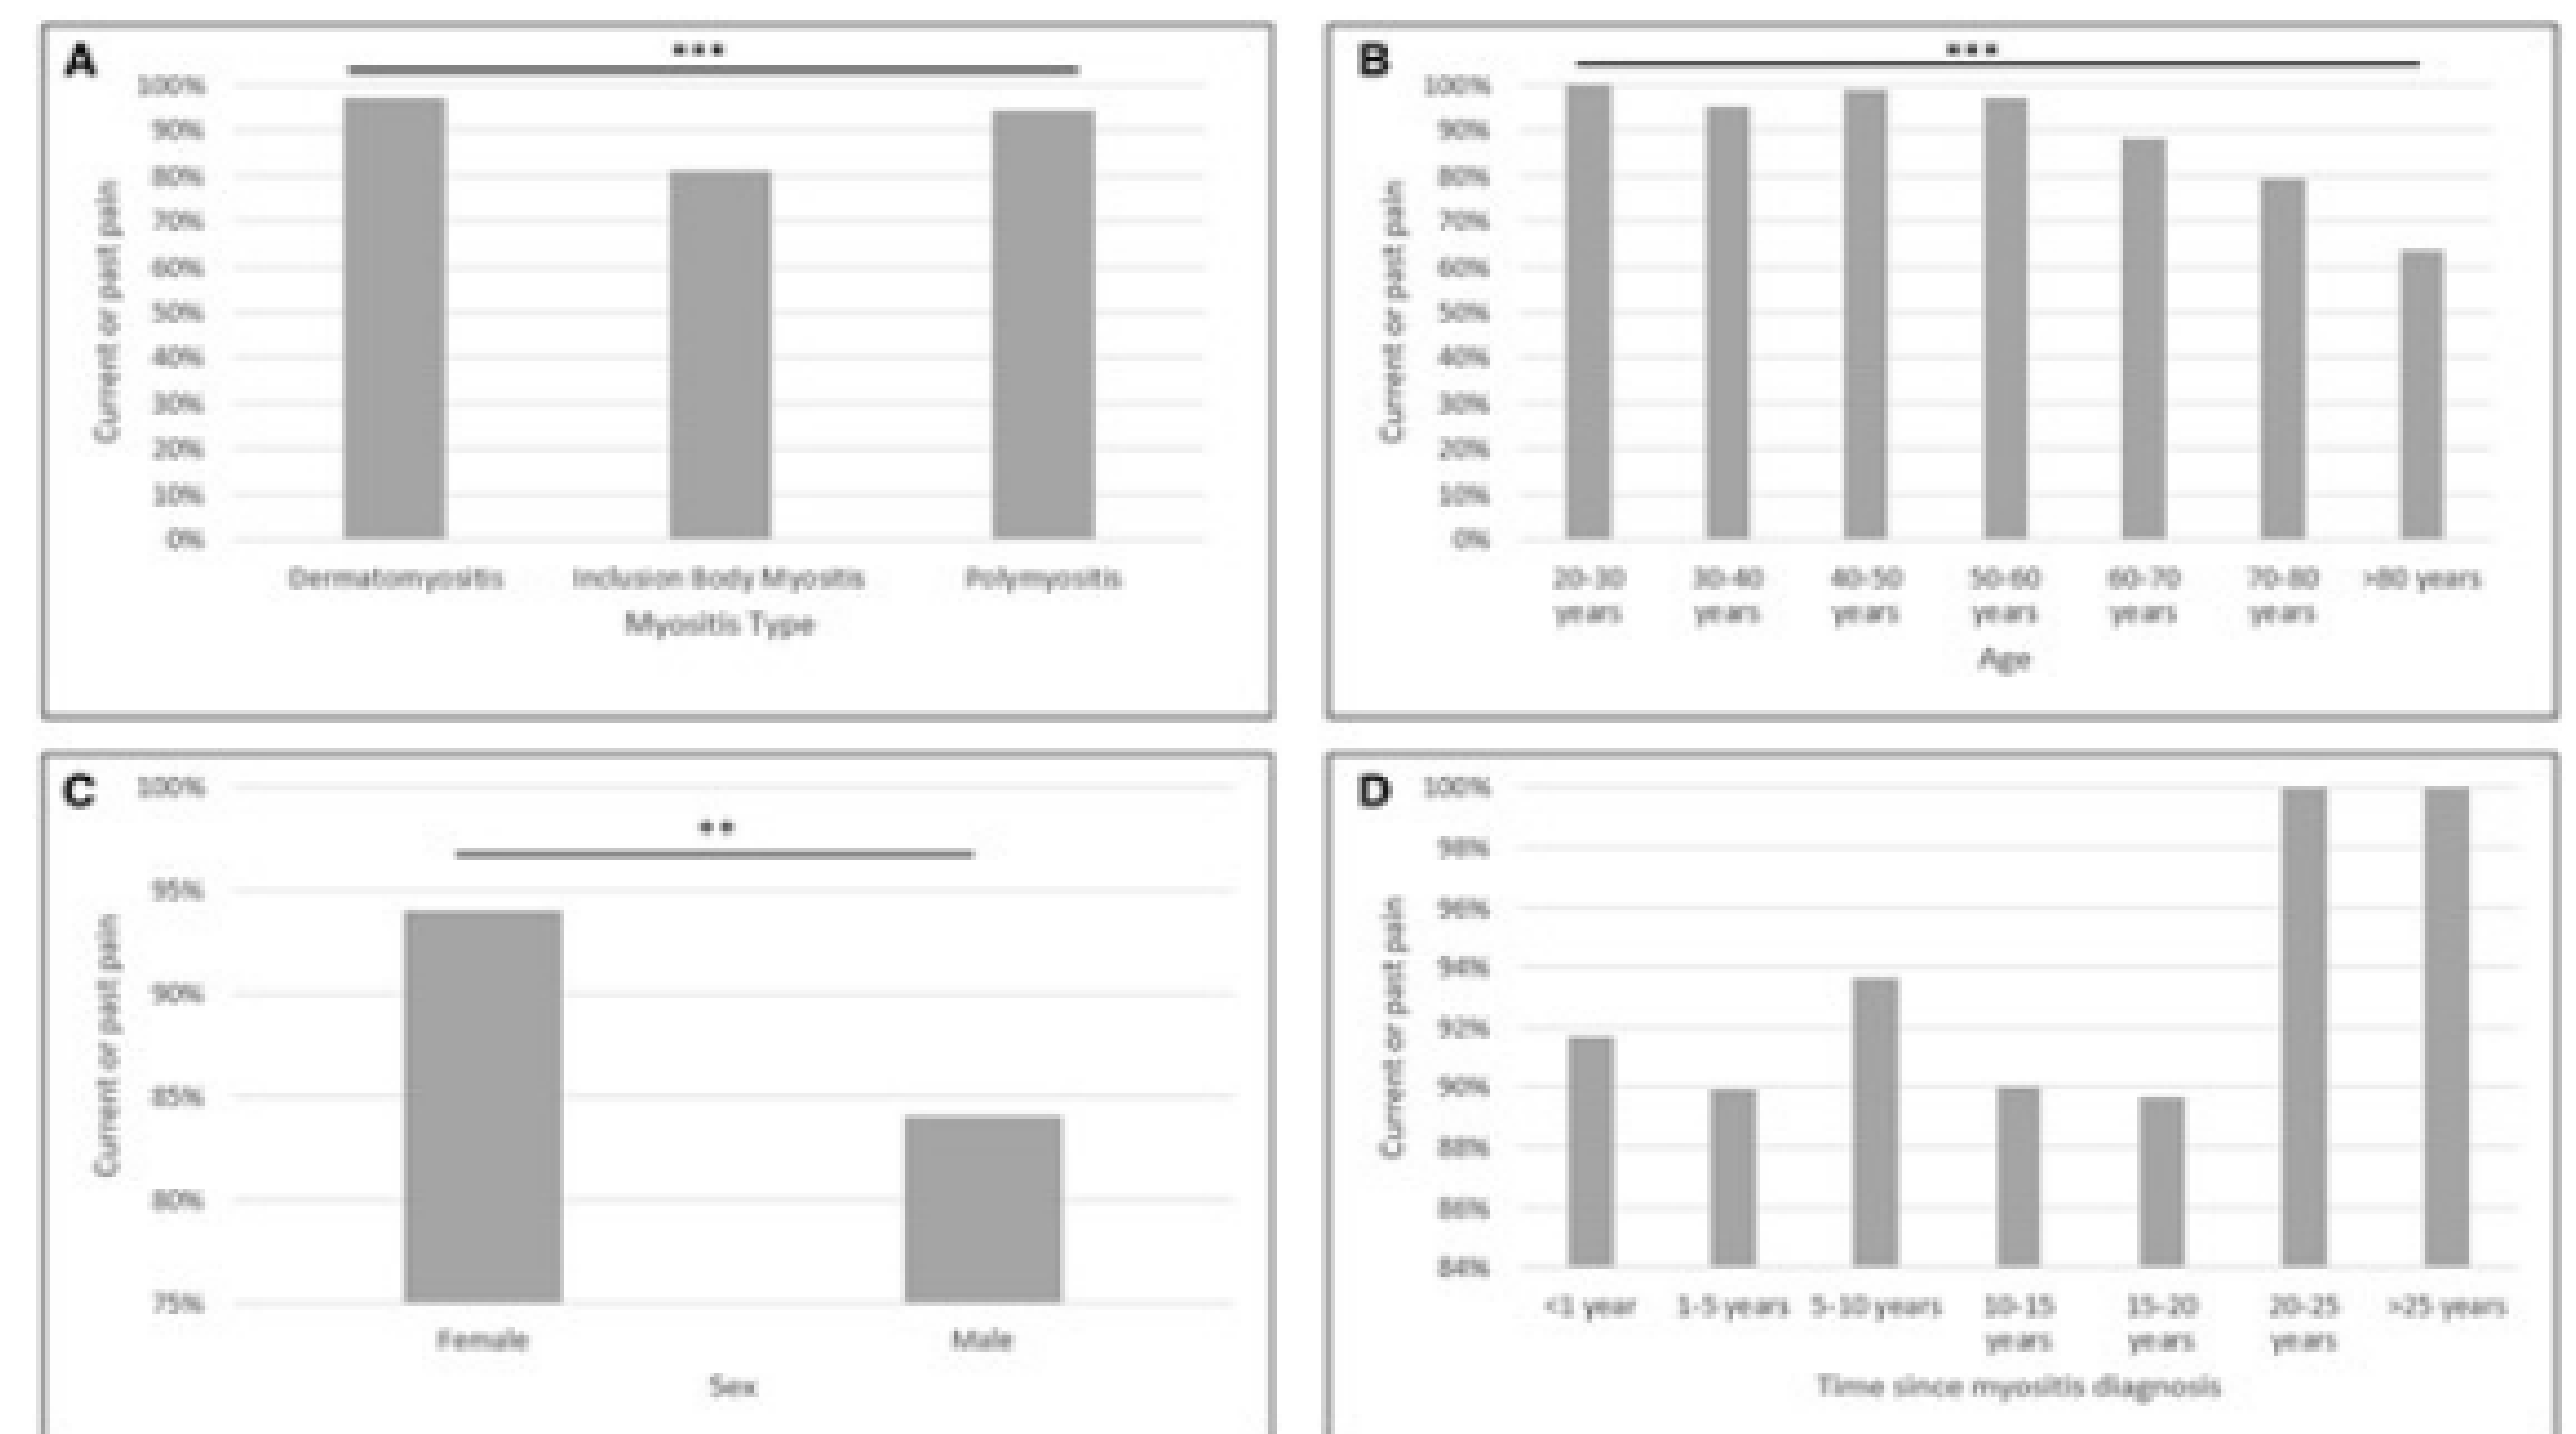 A
***
100%
90%
80%
70%
60%
50%
40%
30%
20%
10%
0%
Current or past pain
Dermatomyositis Inclusion Body Myositis Polymyositis
Myositis Type
B
***
100%
90%
80%
70%
60%
50%
40%
30%
20%
10%
0%
Current or past pain
20-30 30-40 40-50 50-60 60-70 70-80 >80 years
years years years years years years
Age
C
**
100%
95%
90%
85%
80%
75%
Current or past pain
Female Male
Sex
D
100%
98%
96%
94%
92%
90%
88%
86%
84%
Current or past pain
<1 year 1-5 years 5-10 years 10-15 15-20 20-25 >25 years
years years years
Time since myositis diagnosis